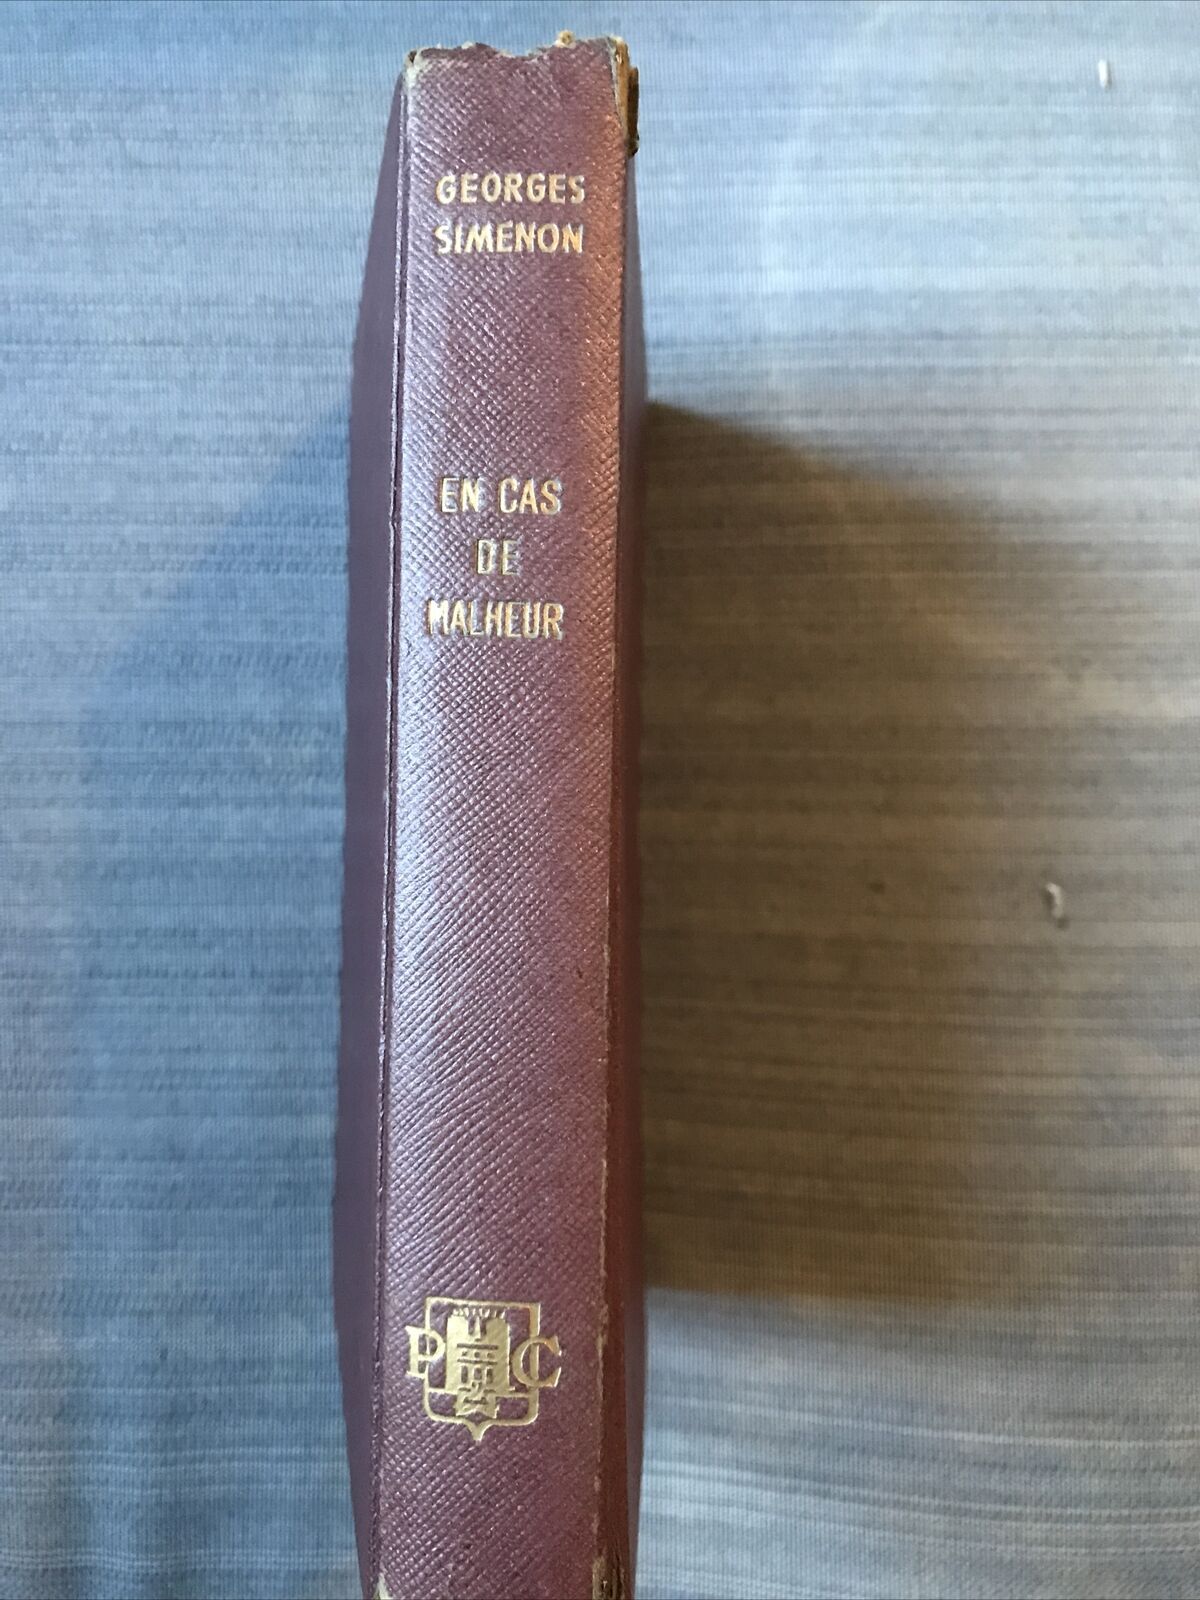 GEORGES
SIMENON
EN CAS
DE
MALHEUR
P C